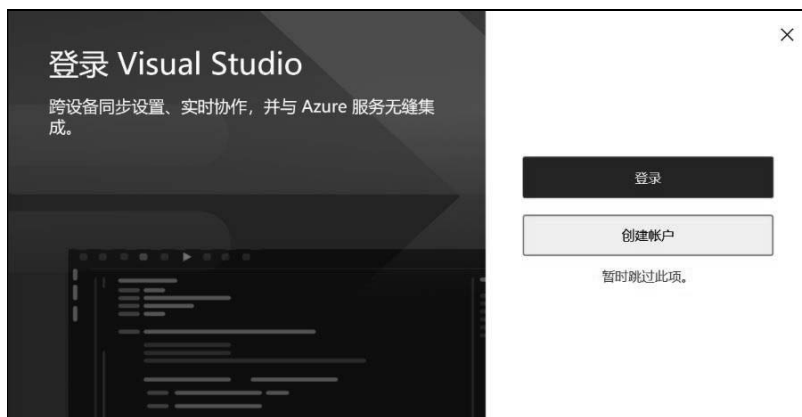 登录 Visual Studio
跨设备同步设置、实时协作，并与 Azure 服务无缝集
成。
登录
创建帐户
暂时跳过此项。